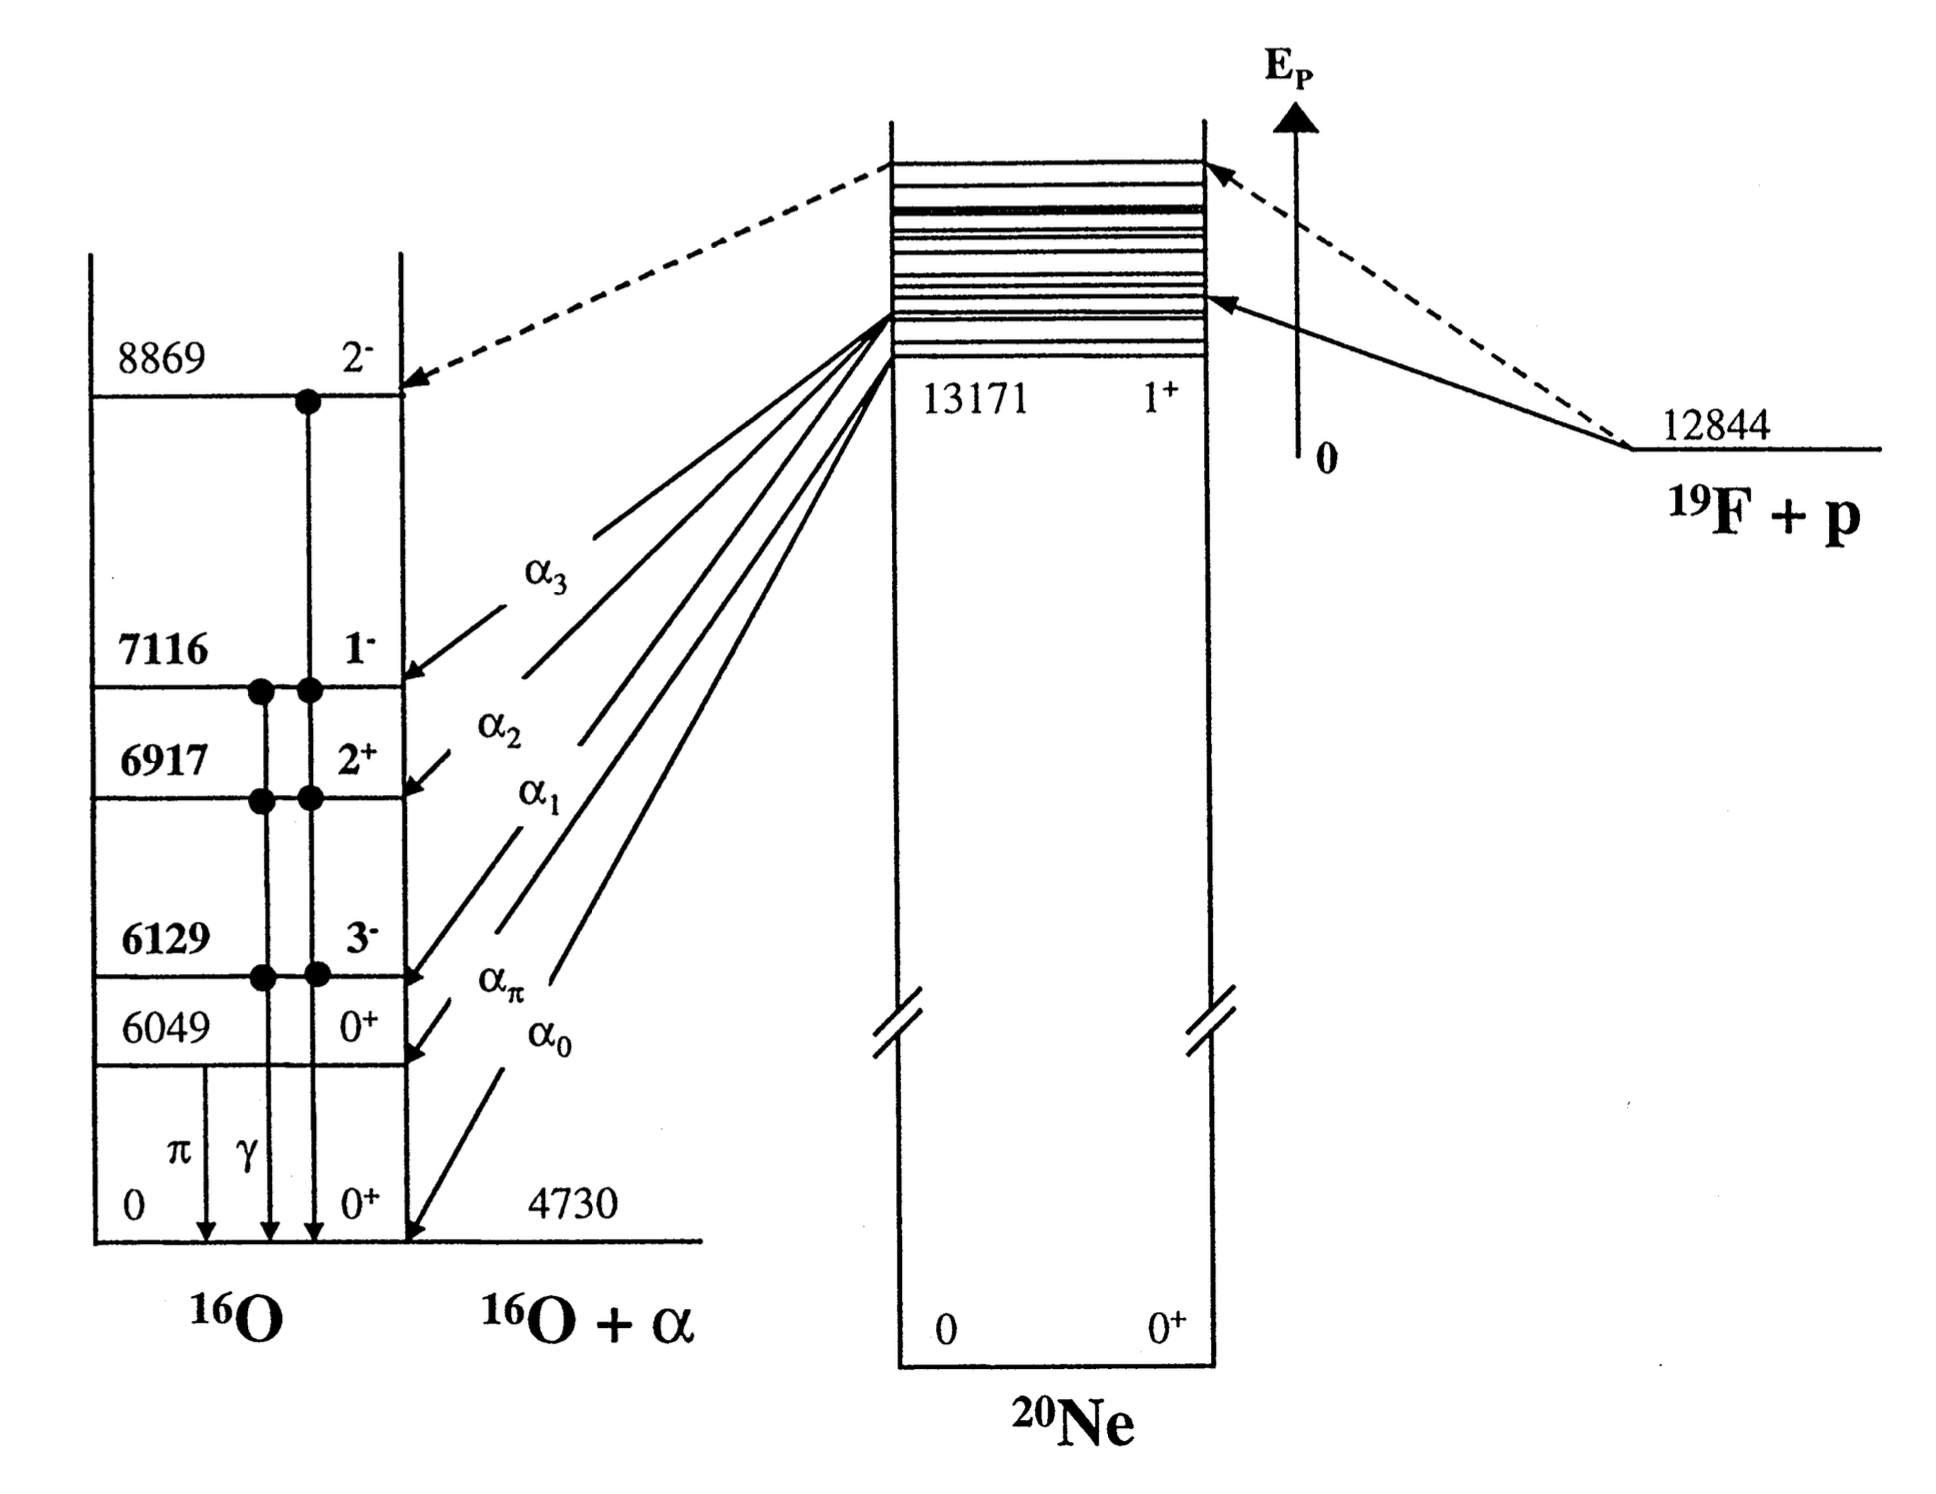 E_P
8869 2⁻
13171 1⁺
12844
0
¹⁹F + p
α₃
7116 1⁻
α₂
6917 2⁺
α₁
6129 3⁻
α_π
6049 0⁺
α₀
π γ
0 0⁺
4730
¹⁶O
¹⁶O + α
0 0⁺
²⁰Ne